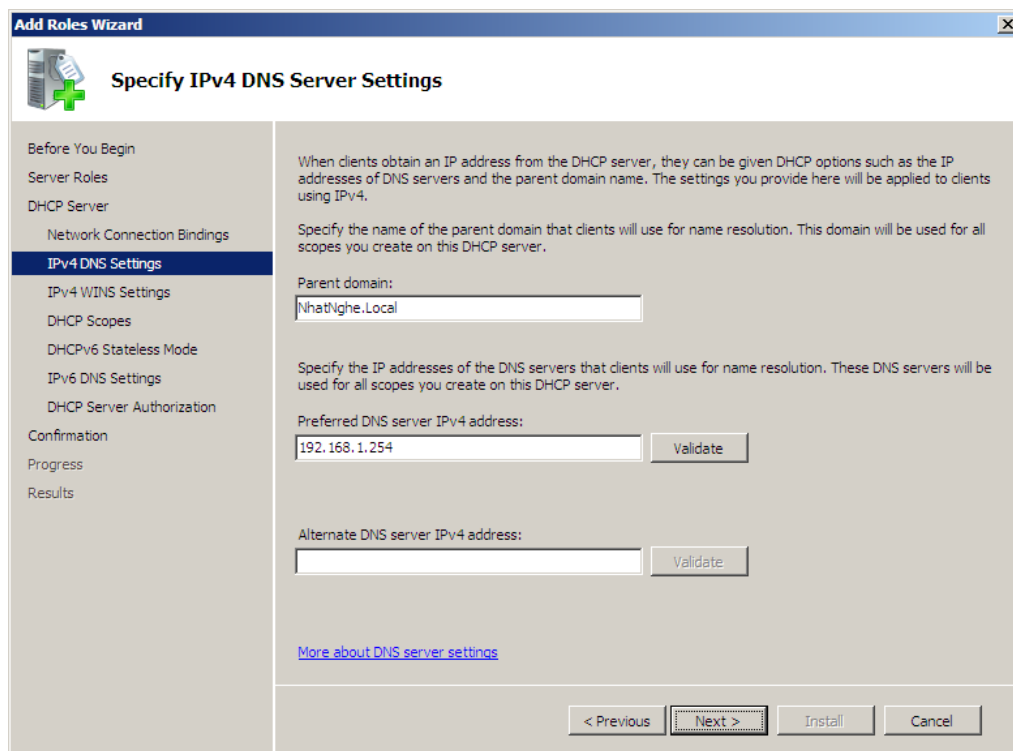 Add Roles Wizard
Specify IPv4 DNS Server Settings
Before You Begin
Server Roles
DHCP Server
Network Connection Bindings
IPv4 DNS Settings
IPv4 WINS Settings
DHCP Scopes
DHCPv6 Stateless Mode
IPv6 DNS Settings
DHCP Server Authorization
Confirmation
Progress
Results
When clients obtain an IP address from the DHCP server, they can be given DHCP options such as the IP
addresses of DNS servers and the parent domain name. The settings you provide here will be applied to clients
using IPv4.
Specify the name of the parent domain that clients will use for name resolution. This domain will be used for all
scopes you create on this DHCP server.
Parent domain:
NhatNghe.Local
Specify the IP addresses of the DNS servers that clients will use for name resolution. These DNS servers will be
used for all scopes you create on this DHCP server.
Preferred DNS server IPv4 address:
192.168.1.254
Validate
Alternate DNS server IPv4 address:
Validate
More about DNS server settings
< Previous
Next >
Install
Cancel